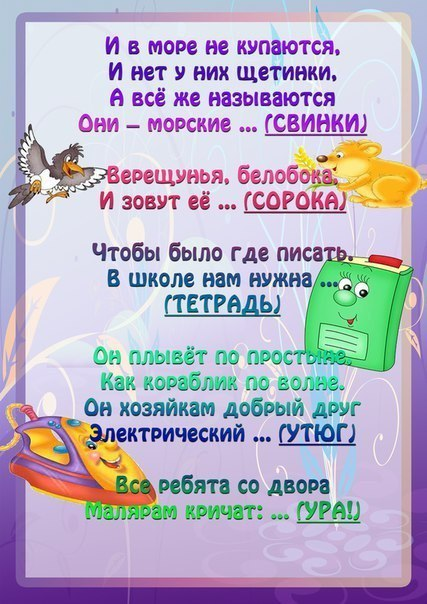 И в море не купаются,
И нет у них щетинки,
А всё же называются
Они – морские ... (СВИНКИ)
Верещунья, белобока,
И зовут её ... (СОРОКА)
Чтобы было где писать,
В школе нам нужна ...
(ТЕТРАДЬ)
Он плывёт по простыне,
Как кораблик по волне.
Он хозяйкам добрый друг
Электрический ... (УТЮГ)
Все ребята со двора
Малярам кричат: ... (УРА!)